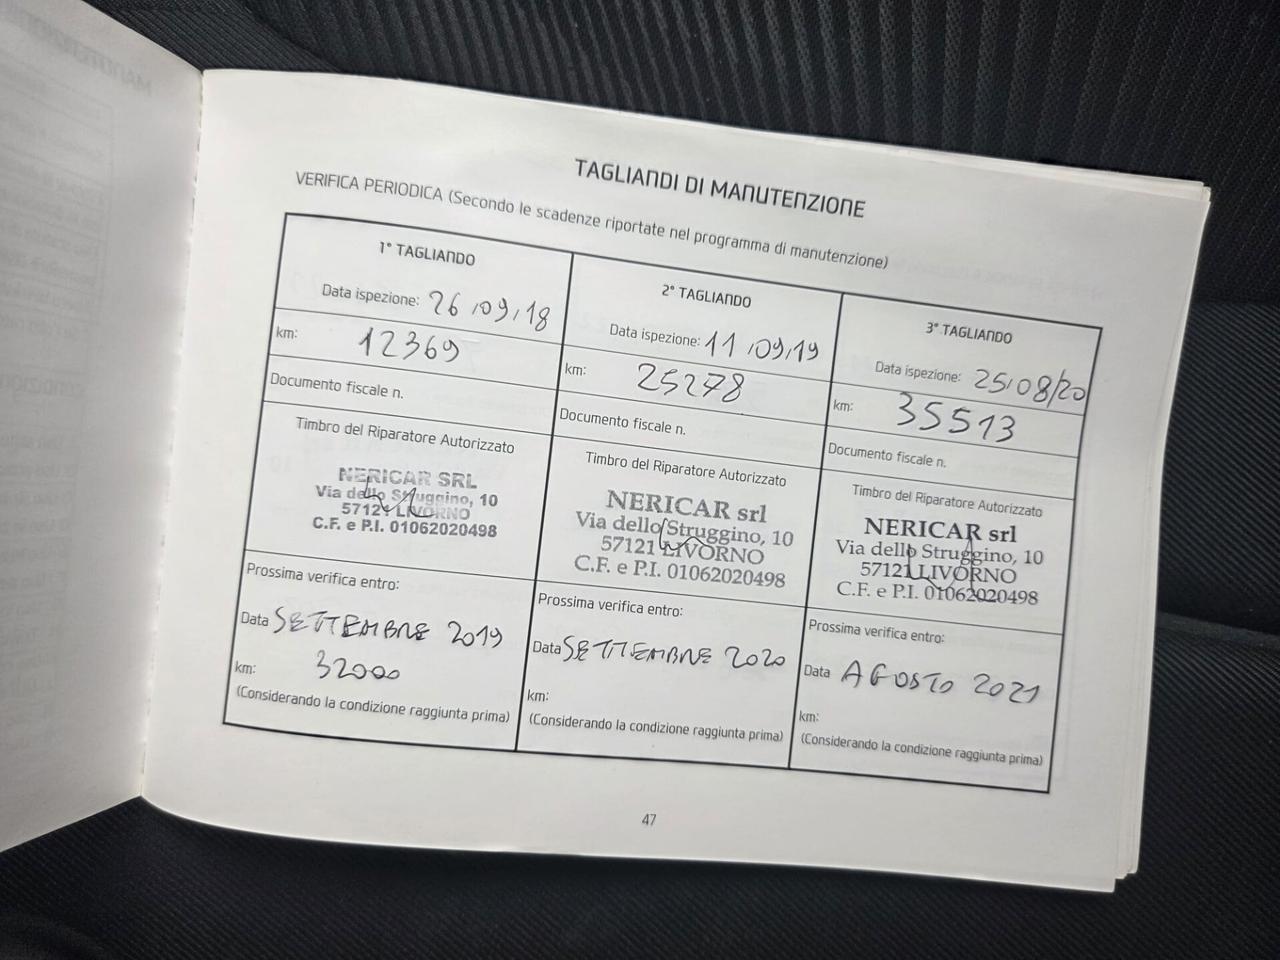 TAGLIANDI DI MANUTENZIONE
VERIFICA PERIODICA (Secondo le scadenze riportate nel programma di manutenzione)
1° TAGLIANDO
Data ispezione: 26/09/18
km: 12369
Documento fiscale n.
Timbro del Riparatore Autorizzato
NERICAR SRL
Via dello Struggino, 10
57121 LIVORNO
C.F. e P.I. 01062020498
Prossima verifica entro:
Data SETTEMBRE 2019
km: 32000
(Considerando la condizione raggiunta prima)
2° TAGLIANDO
Data ispezione: 11/09/19
km: 25278
Documento fiscale n.
Timbro del Riparatore Autorizzato
NERICAR srl
Via dello Struggino, 10
57121 LIVORNO
C.F. e P.I. 01062020498
Prossima verifica entro:
Data SETTEMBRE 2020
km:
(Considerando la condizione raggiunta prima)
3° TAGLIANDO
Data ispezione: 25/08/20
km: 35513
Documento fiscale n.
Timbro del Riparatore Autorizzato
NERICAR srl
Via dello Struggino, 10
57121 LIVORNO
C.F. e P.I. 01062020498
Prossima verifica entro:
Data AGOSTO 2021
km:
(Considerando la condizione raggiunta prima)
47